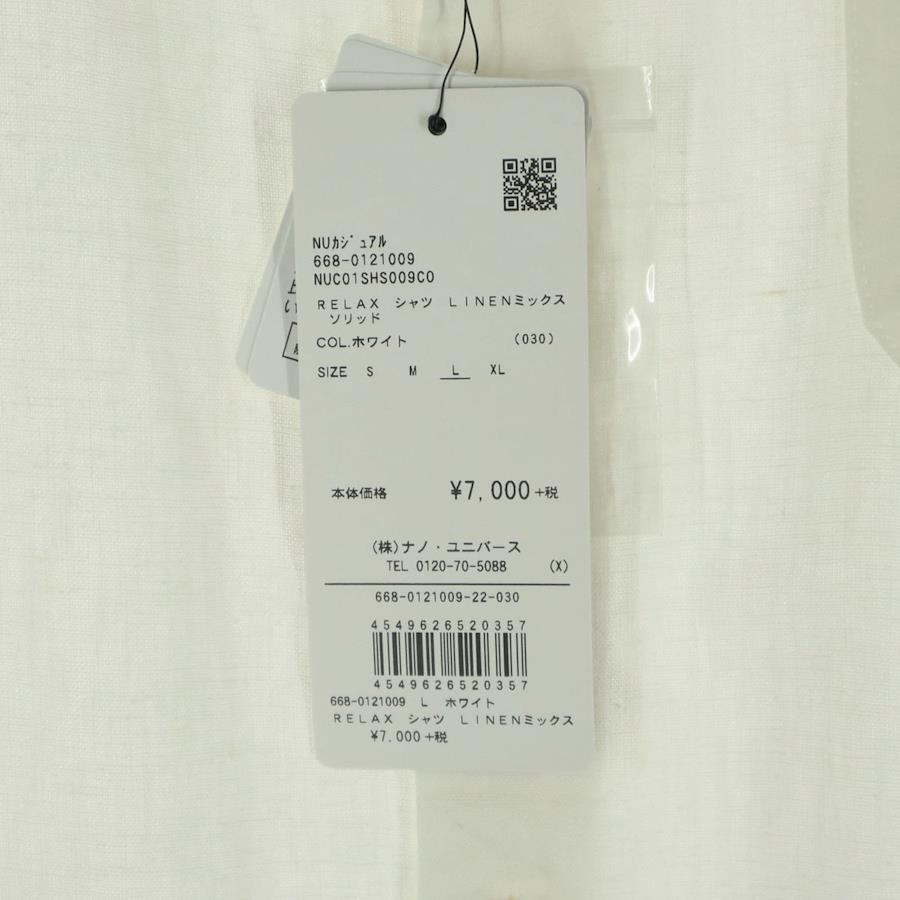 NUｶｼﾞｭｱﾙ
668-0121009
NUC01SHS009CO
ＲＥＬＡＸ　シャツ　ＬＩＮＥＮミックス
ソリッド
COL.ホワイト (030)
SIZE S M L XL
本体価格 ¥7,000+税
(株)ナノ・ユニバース
TEL 0120-70-5088 (X)
668-0121009-22-030
4549626520357
4549626520357
668-0121009 L ホワイト
ＲＥＬＡＸ　シャツ　ＬＩＮＥＮミックス
¥7,000+税